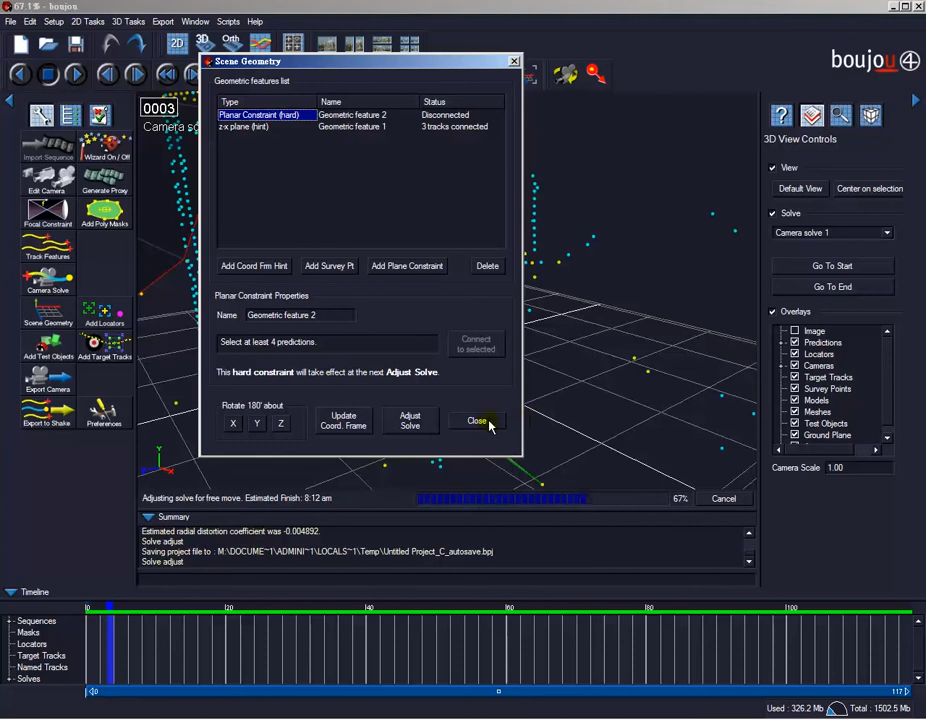 67.1% - boujou
File Setup 2D Tasks 3D Tasks Export Window Scripts Help
2D 3D Orth
boujou 4
Scene Geometry
Geometric features list
Type Name Status
Planar Constraint (hard) Geometric feature 2 Disconnected
z-x plane (hint) Geometric feature 1 3 tracks connected
Add Coord Frm Hint Add Survey Pt Add Plane Constraint Delete
Planar Constraint Properties
Name Geometric feature 2
Select at least 4 predictions.
Connect
to selected
This hard constraint will take effect at the next Adjust Solve.
Rotate 180' about
X Y Z
Update
Coord. Frame
Adjust
Solve
Close
0003
Camera so
Import Sequence Wizard On / Off
Edit Camera Generate Proxy
Focal Constraint Add Poly Masks
Track Features
Camera Solve
Scene Geometry Add Locators
Add Test Objects Add Target Tracks
Export Camera
Export to Shake Preferences
3D View Controls
View
Default View Center on selection
Solve
Camera solve 1
Go To Start
Go To End
Overlays
Image
Predictions
Locators
Cameras
Target Tracks
Survey Points
Models
Meshes
Test Objects
Ground Plane
Camera Scale 1.00
Y
X
Adjusting solve for free move. Estimated Finish: 8:12 am 67% Cancel
Summary
Estimated radial distortion coefficient was -0.004892.
Solve adjust
Saving project file to : M:\DOCUME~1\ADMINI~1\LOCALS~1\Temp\Untitled Project_C_autosave.bpj
Solve adjust
Timeline
0 20 40 60 80 100
Sequences
Masks
Locators
Target Tracks
Named Tracks
Solves
0 117
Used : 326.2 Mb Total : 1502.5 Mb